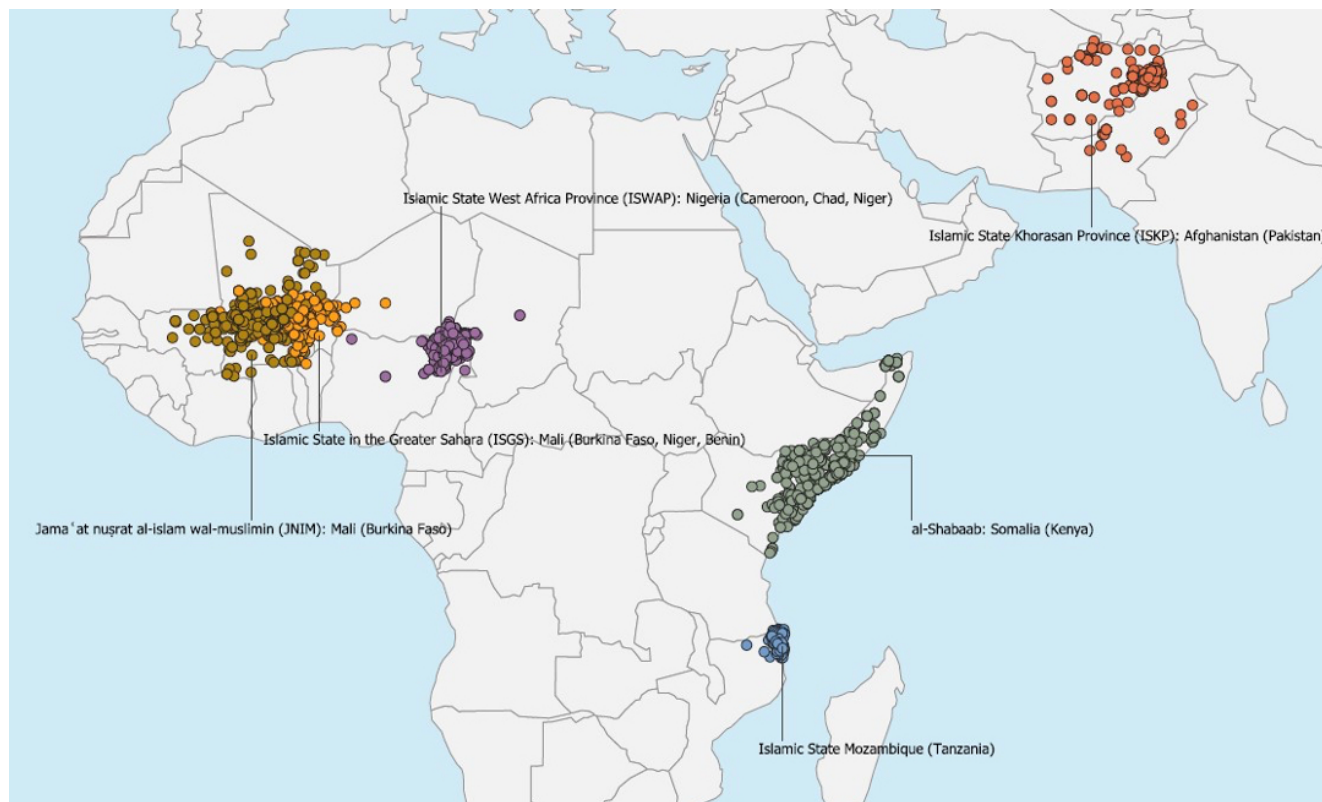 Islamic State West Africa Province (ISWAP): Nigeria (Cameroon, Chad, Niger)
Islamic State Khorasan Province (ISKP): Afghanistan (Pakistan)
Islamic State in the Greater Sahara (ISGS): Mali (Burkina Faso, Niger, Benin)
Jamaʿat nuṣrat al-islam wal-muslimin (JNIM): Mali (Burkina Faso)
al-Shabaab: Somalia (Kenya)
Islamic State Mozambique (Tanzania)